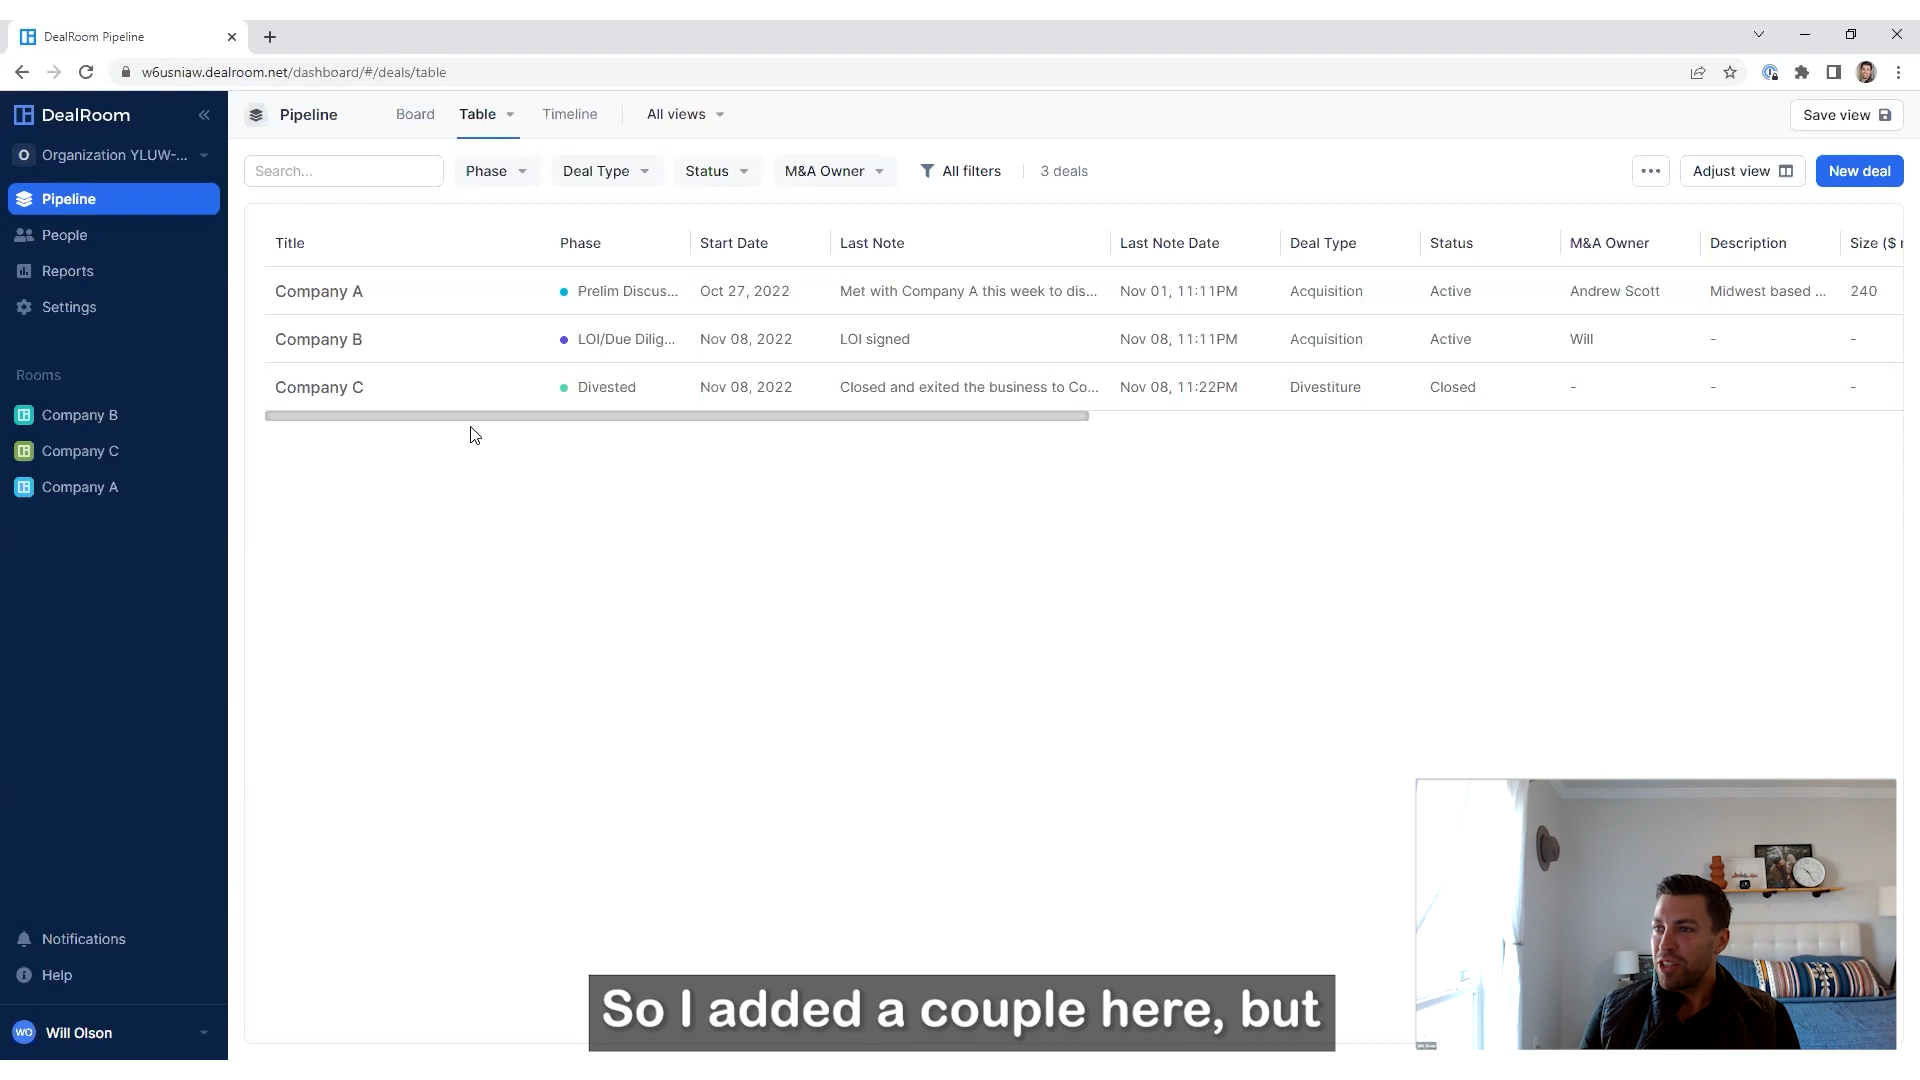 DealRoom Pipeline
w6usniaw.dealroom.net/dashboard/#/deals/table
DealRoom
Organization YLUW-...
Pipeline
People
Reports
Settings
Rooms
Company B
Company C
Company A
Notifications
Help
WO Will Olson
Pipeline Board Table Timeline All views Save view
Search... Phase Deal Type Status M&A Owner All filters 3 deals Adjust view New deal
Title Phase Start Date Last Note Last Note Date Deal Type Status M&A Owner Description Size ($ r
Company A Prelim Discus... Oct 27, 2022 Met with Company A this week to dis... Nov 01, 11:11PM Acquisition Active Andrew Scott Midwest based ... 240
Company B LOI/Due Dilig... Nov 08, 2022 LOI signed Nov 08, 11:11PM Acquisition Active Will - -
Company C Divested Nov 08, 2022 Closed and exited the business to Co... Nov 08, 11:22PM Divestiture Closed - - -
So I added a couple here, but
Will Olson